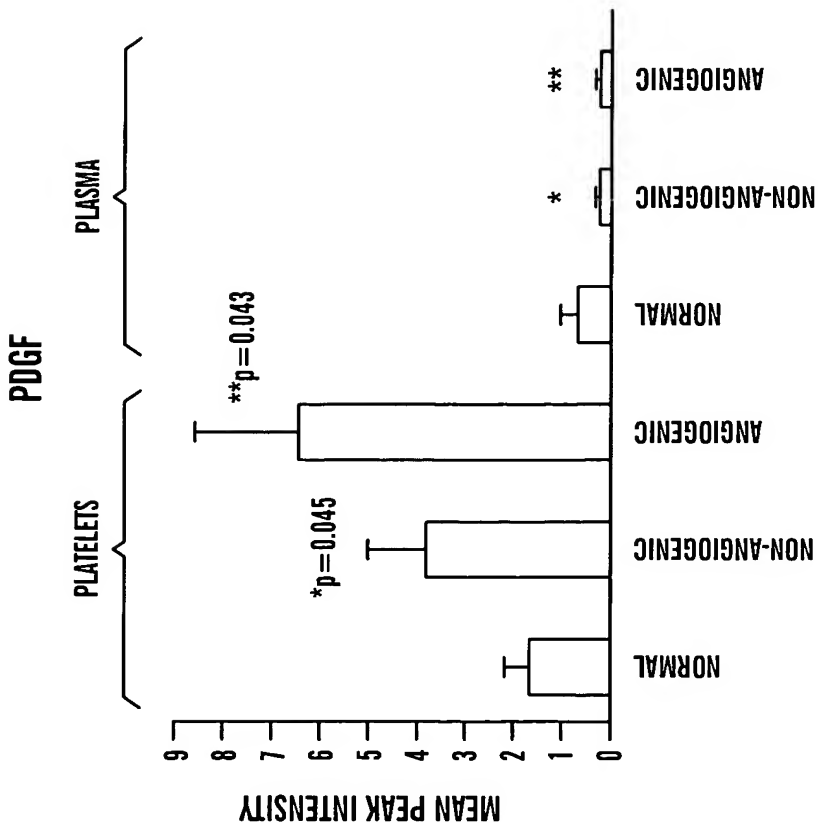 PDGF
PLATELETS
PLASMA
MEAN PEAK INTENSITY
9
8
7
6
5
4
3
2
1
0
*p=0.045
**p=0.043
*
**
NORMAL
NON-ANGIOGENIC
ANGIOGENIC
NORMAL
NON-ANGIOGENIC
ANGIOGENIC